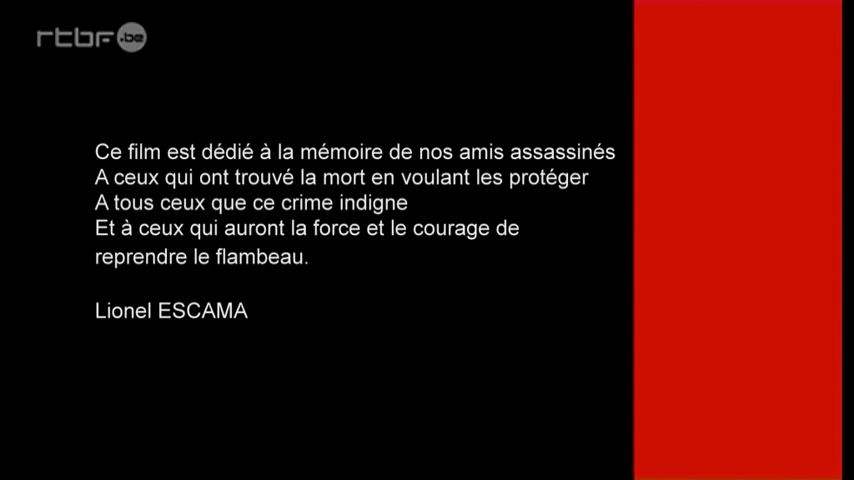 rtbf.be
Ce film est dédié à la mémoire de nos amis assassinés
A ceux qui ont trouvé la mort en voulant les protéger
A tous ceux que ce crime indigne
Et à ceux qui auront la force et le courage de
reprendre le flambeau.
Lionel ESCAMA